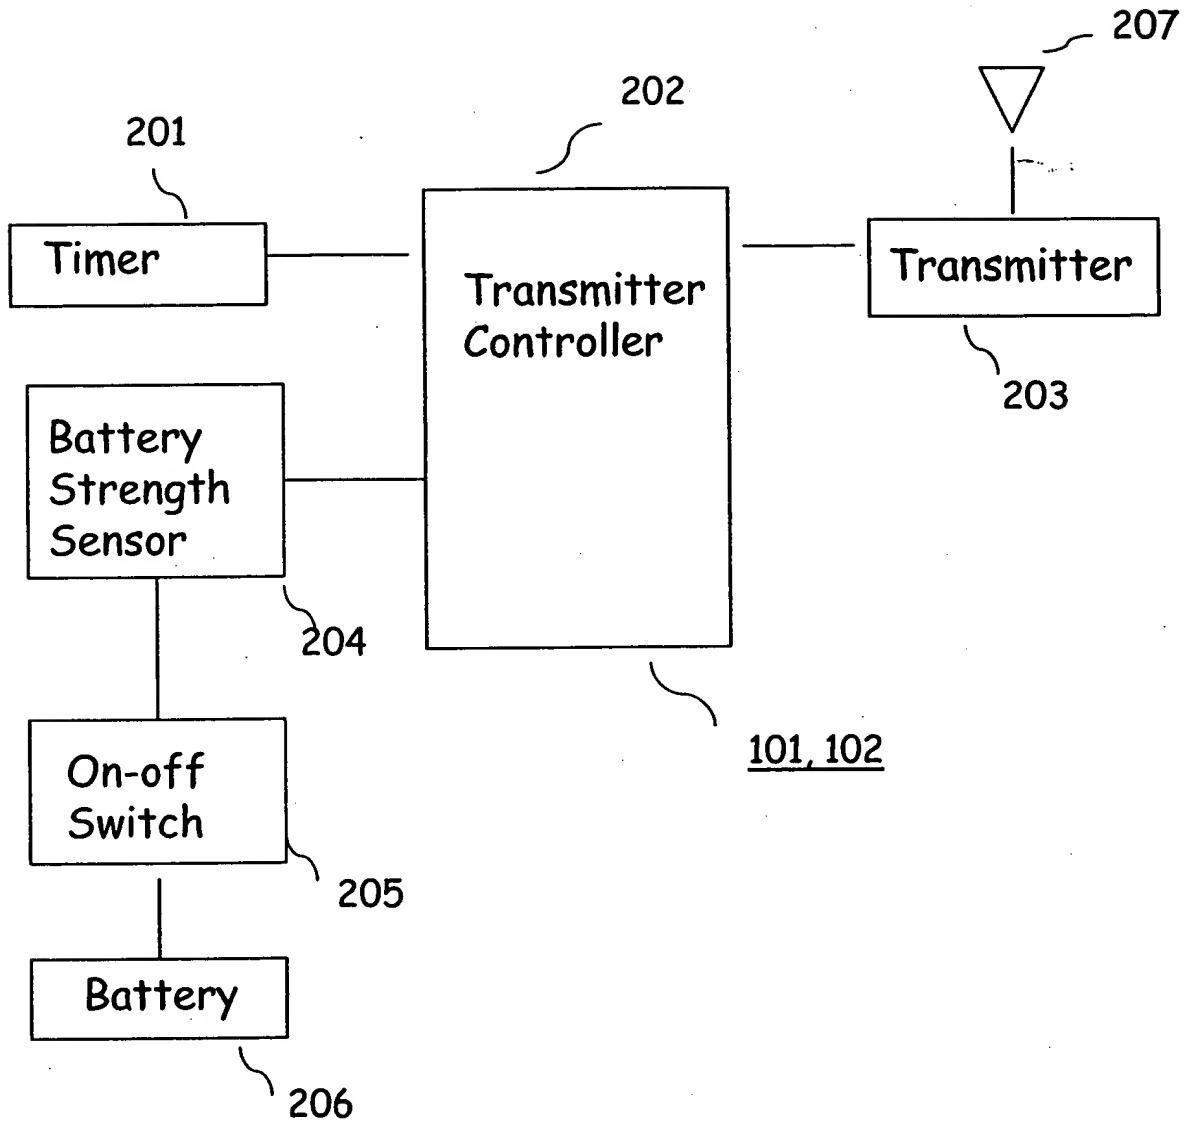 207
202
201
Timer
Transmitter
Controller
Transmitter
203
Battery
Strength
Sensor
204
101, 102
On-off
Switch
205
Battery
206